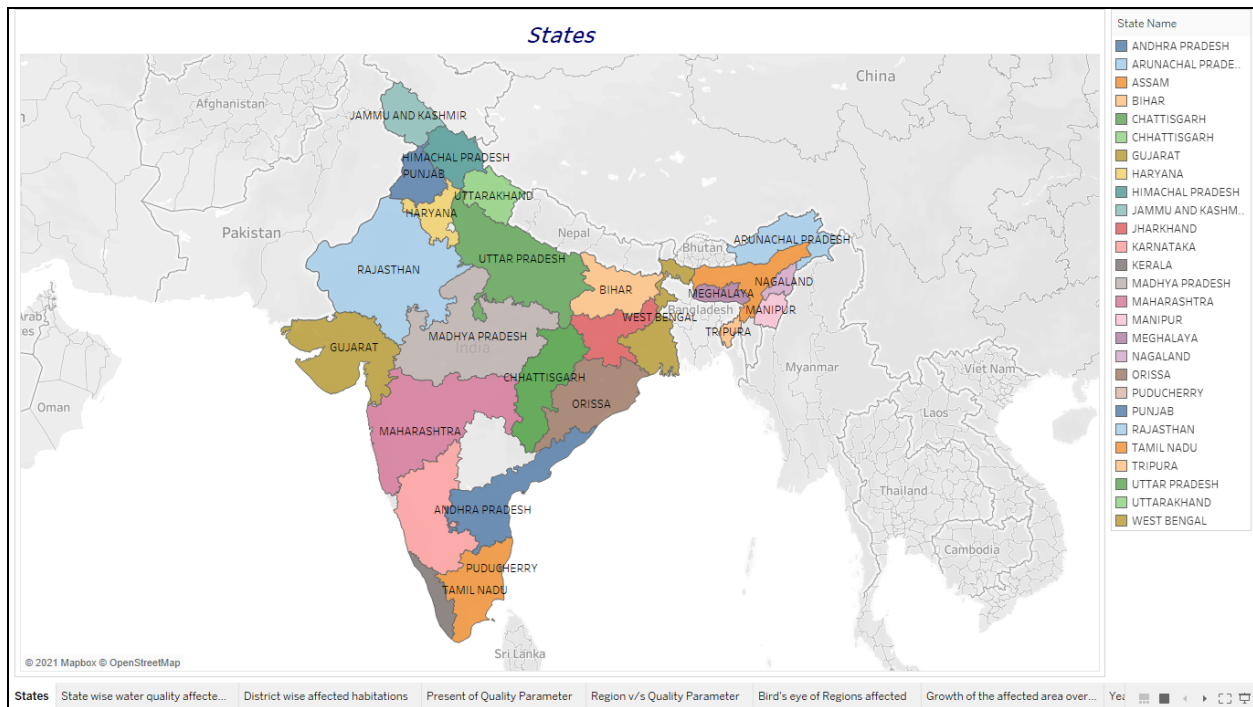 States
State Name
ANDHRA PRADESH
ARUNACHAL PRADE..
ASSAM
BIHAR
CHATTISGARH
CHHATTISGARH
GUJARAT
HARYANA
HIMACHAL PRADESH
JAMMU AND KASHM..
JHARKHAND
KARNATAKA
KERALA
MADHYA PRADESH
MAHARASHTRA
MANIPUR
MEGHALAYA
NAGALAND
ORISSA
PUDUCHERRY
PUNJAB
RAJASTHAN
TAMIL NADU
TRIPURA
UTTAR PRADESH
UTTARAKHAND
WEST BENGAL
China
Afghanistan
JAMMU AND KASHMIR
HIMACHAL PRADESH
PUNJAB
UTTARAKHAND
HARYANA
Pakistan
Nepal
Bhutan
ARUNACHAL PRADESH
RAJASTHAN
UTTAR PRADESH
BIHAR
MEGHALAYA
NAGALAND
Bangladesh
MANIPUR
WEST BENGAL
TRIPURA
MADHYA PRADESH
India
GUJARAT
Myanmar
Viet Nam
CHHATTISGARH
Oman
ORISSA
Laos
MAHARASHTRA
Thailand
ANDHRA PRADESH
Cambodia
PUDUCHERRY
TAMIL NADU
Sri Lanka
© 2021 Mapbox © OpenStreetMap
States
State wise water quality affecte...
District wise affected habitations
Present of Quality Parameter
Region v/s Quality Parameter
Bird's eye of Regions affected
Growth of the affected area over...